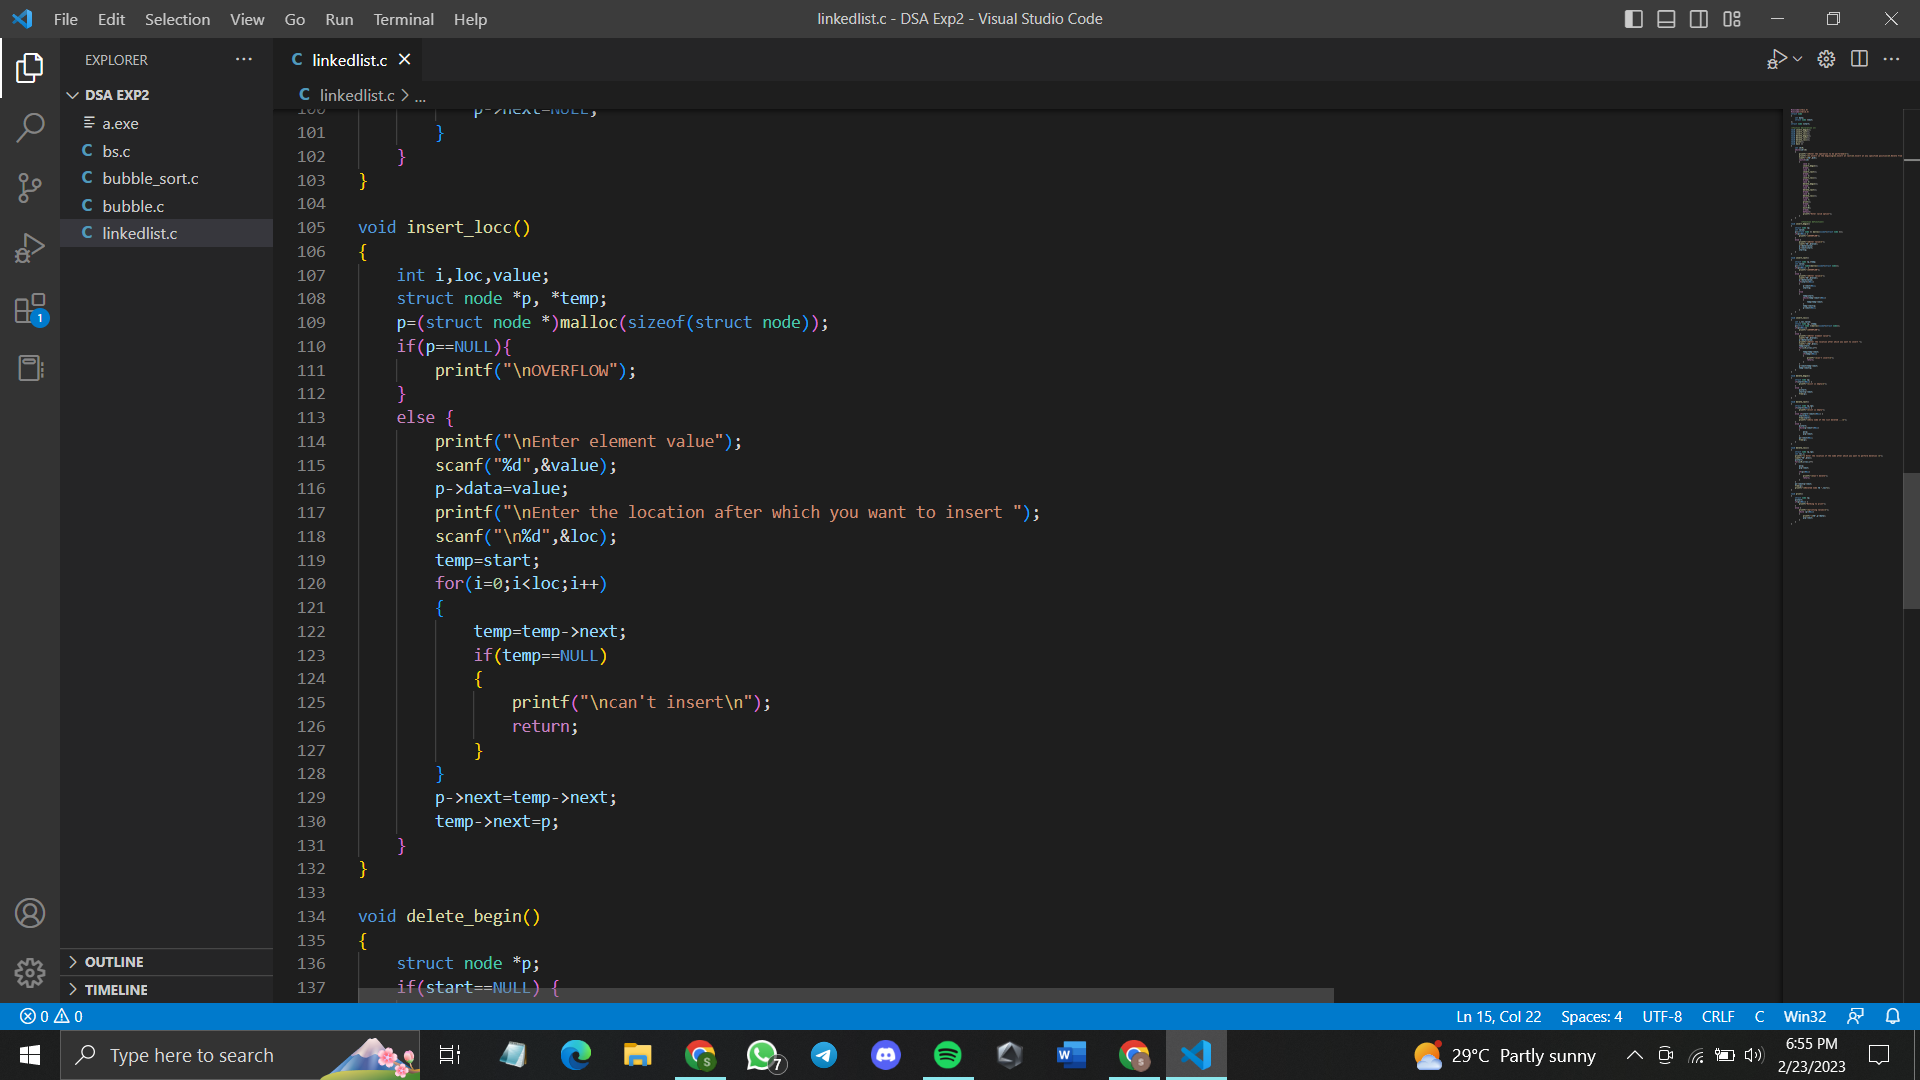 File Edit Selection View Go Run Terminal Help
linkedlist.c - DSA Exp2 - Visual Studio Code
EXPLORER
DSA EXP2
a.exe
C bs.c
C bubble_sort.c
C bubble.c
C linkedlist.c
OUTLINE
TIMELINE
1
C linkedlist.c
C linkedlist.c > ...
100 p->next=NULL;
101 }
102 }
103 }
104
105 void insert_locc()
106 {
107 int i,loc,value;
108 struct node *p, *temp;
109 p=(struct node *)malloc(sizeof(struct node));
110 if(p==NULL){
111 printf("\nOVERFLOW");
112 }
113 else {
114 printf("\nEnter element value");
115 scanf("%d",&value);
116 p->data=value;
117 printf("\nEnter the location after which you want to insert ");
118 scanf("\n%d",&loc);
119 temp=start;
120 for(i=0;i<loc;i++)
121 {
122 temp=temp->next;
123 if(temp==NULL)
124 {
125 printf("\ncan't insert\n");
126 return;
127 }
128 }
129 p->next=temp->next;
130 temp->next=p;
131 }
132 }
133
134 void delete_begin()
135 {
136 struct node *p;
137 if(start==NULL) {
0 0
Ln 15, Col 22 Spaces: 4 UTF-8 CRLF C Win32
Type here to search
7
29°C Partly sunny
6:55 PM
2/23/2023